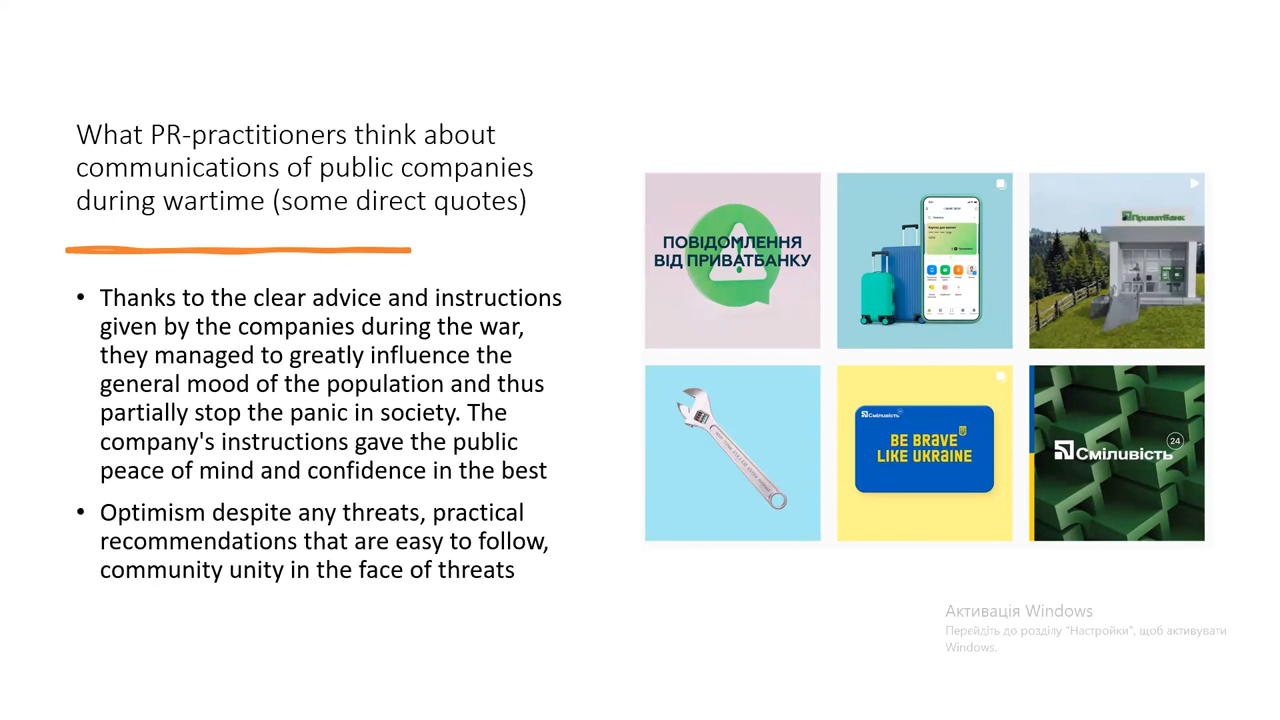 What PR-practitioners think about
communications of public companies
during wartime (some direct quotes)
• Thanks to the clear advice and instructions
given by the companies during the war,
they managed to greatly influence the
general mood of the population and thus
partially stop the panic in society. The
company's instructions gave the public
peace of mind and confidence in the best
• Optimism despite any threats, practical
recommendations that are easy to follow,
community unity in the face of threats
ПОВІДОМЛЕННЯ
ВІД ПРИВАТБАНКУ
ПриватБанк
Сміливість
BE BRAVE
LIKE UKRAINE
Сміливість
24
Активація Windows
Перейдіть до розділу "Настройки", щоб активувати
Windows.